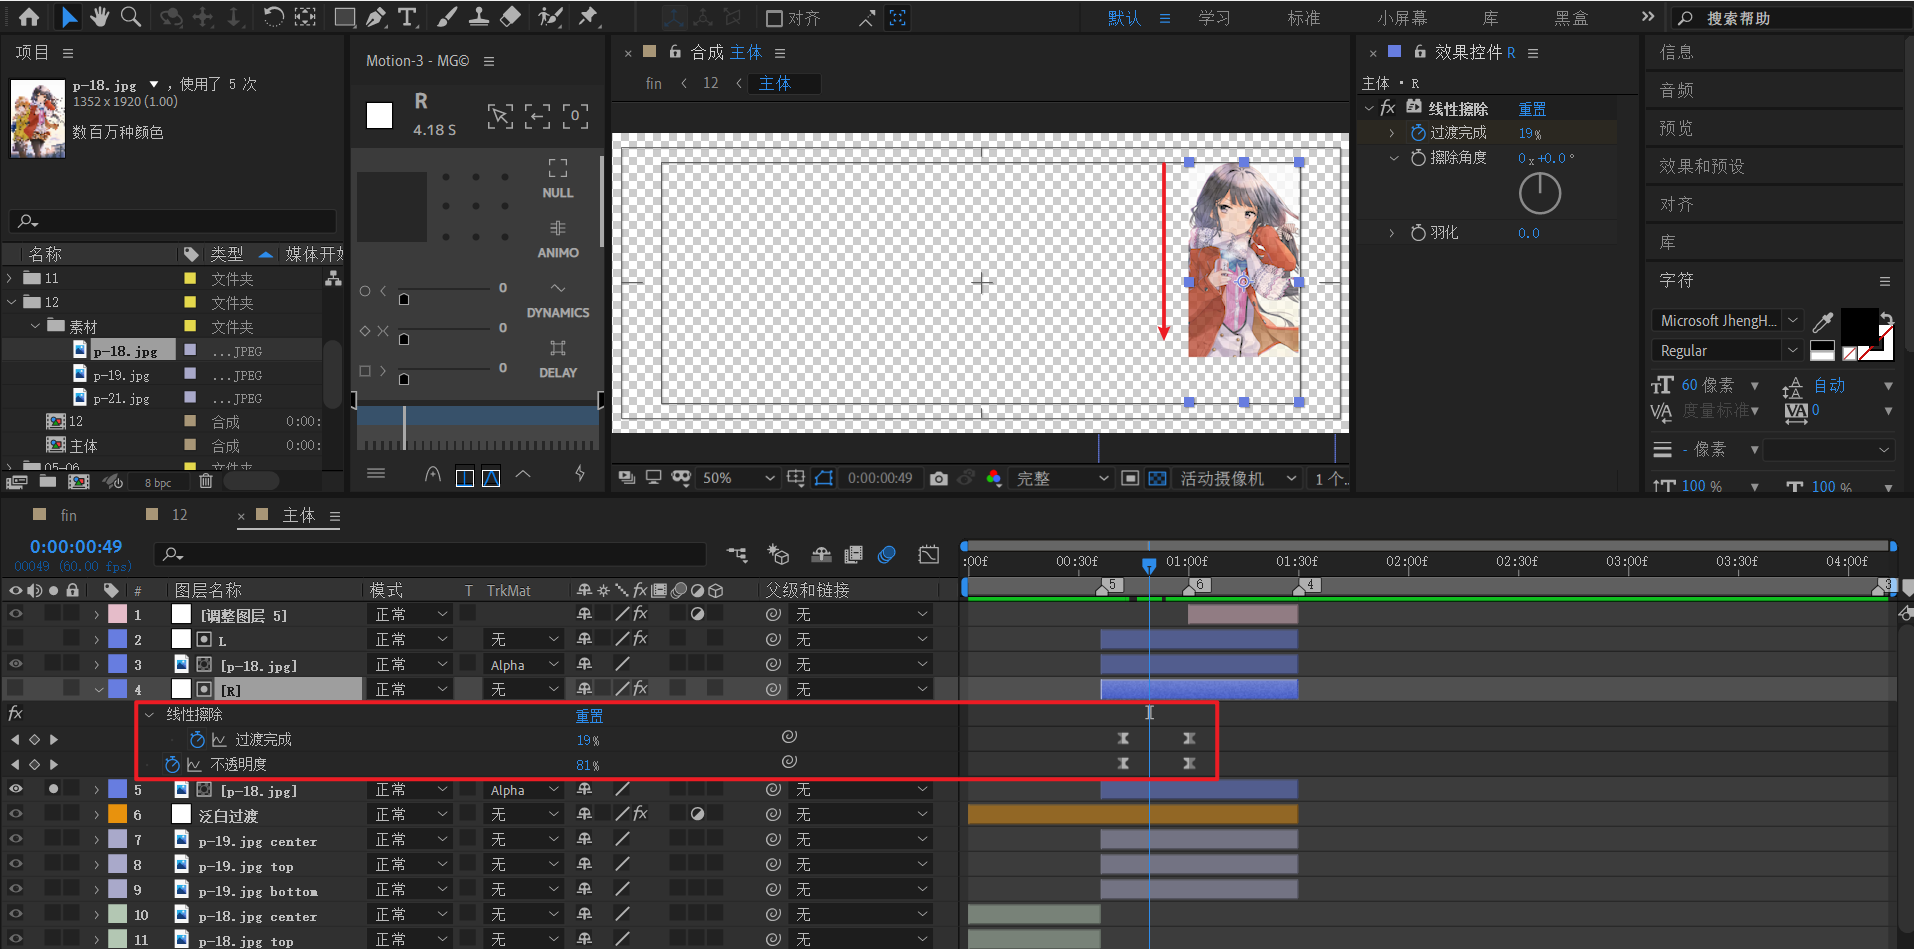 对齐
默认
学习
标准
小屏幕
库
黑盒
搜索帮助
项目
p-18.jpg ▼ , 使用了 5 次
1352 x 1920 (1.00)
数百万种颜色
名称
类型
媒体开始
11
文件夹
12
文件夹
素材
文件夹
p-18.jpg
...JPEG
p-19.jpg
...JPEG
p-21.jpg
...JPEG
12
合成
0:00:
主体
合成
0:00:
05-06
文件夹
8 bpc
Motion-3 - MG©
R
4.18 S
NULL
ANIMO
0
DYNAMICS
0
0
DELAY
合成 主体
fin
12
主体
50%
0:00:00:49
完整
活动摄像机
1 个...
效果控件 R
主体 · R
fx 线性擦除
重置
过渡完成
19%
擦除角度
0x+0.0°
羽化
0.0
信息
音频
预览
效果和预设
对齐
库
字符
Microsoft JhengH...
Regular
60 像素
自动
度量标准
0
- 像素
100 %
100 %
fin
12
主体
0:00:00:49
00049 (60.00 fps)
:00f
00:30f
01:00f
01:30f
02:00f
02:30f
03:00f
03:30f
04:00f
5
6
4
3
#
图层名称
模式
T TrkMat
父级和链接
1 [调整图层 5] 正常 无
2 L 正常 无 无
3 [p-18.jpg] 正常 Alpha 无
4 [R] 正常 无 无
fx 线性擦除 重置
过渡完成 19%
不透明度 81%
5 [p-18.jpg] 正常 Alpha 无
6 泛白过渡 正常 无 无
7 p-19.jpg center 正常 无 无
8 p-19.jpg top 正常 无 无
9 p-19.jpg bottom 正常 无 无
10 p-18.jpg center 正常 无 无
11 p-18.jpg top 正常 无 无